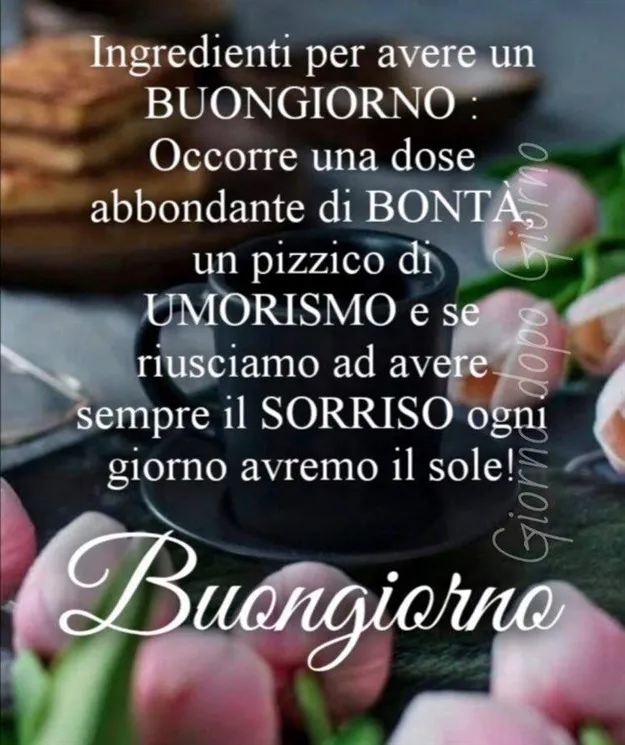 Ingredienti per avere un
BUONGIORNO :
Occorre una dose
abbondante di BONTÀ,
un pizzico di
UMORISMO e se
riusciamo ad avere
sempre il SORRISO ogni
giorno avremo il sole!
Buongiorno
Giorno dopo Giorno